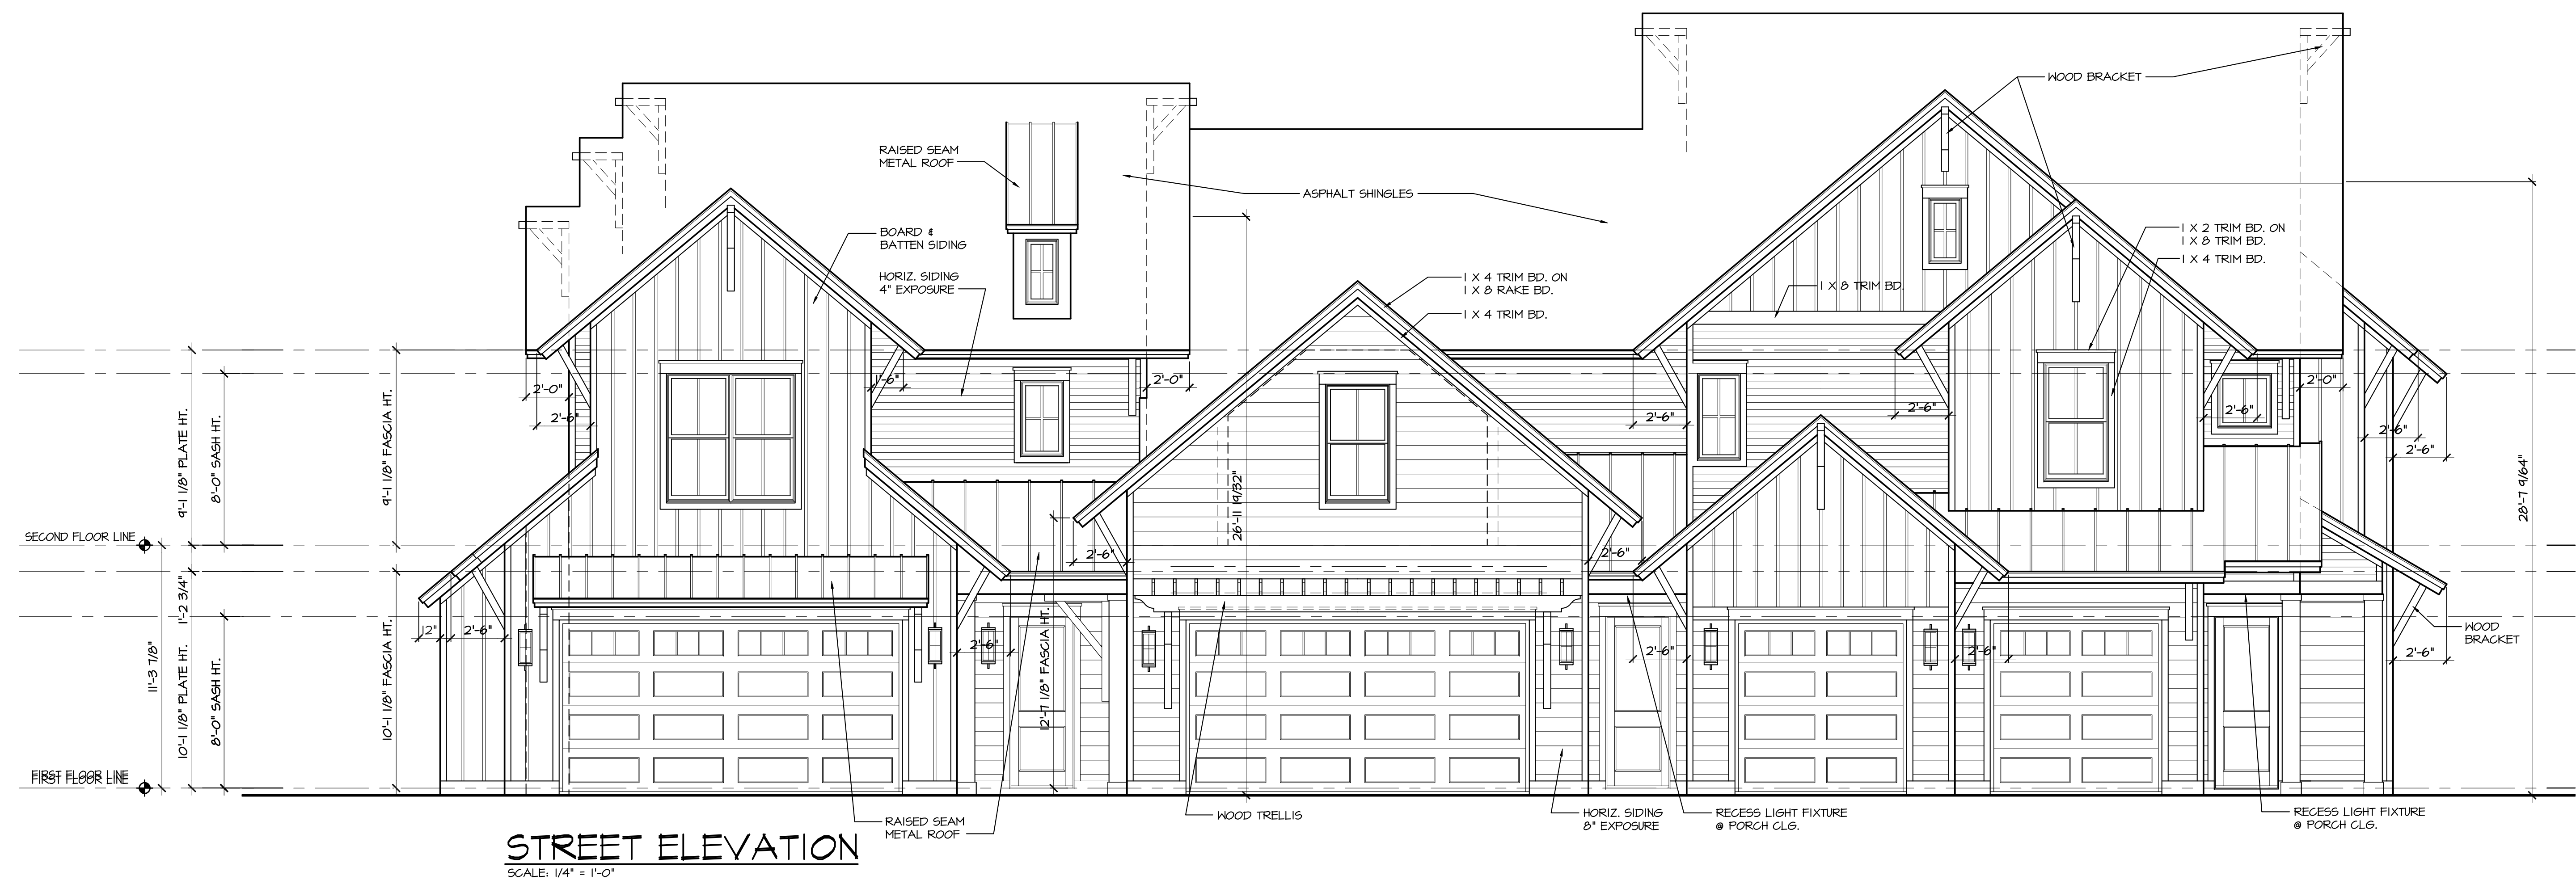 WOOD BRACKET
RAISED SEAM
METAL ROOF
ASPHALT SHINGLES
BOARD &
BATTEN SIDING
1 X 2 TRIM BD. ON
1 X 8 TRIM BD.
1 X 4 TRIM BD.
HORIZ. SIDING
4" EXPOSURE
1 X 4 TRIM BD. ON
1 X 8 RAKE BD.
1 X 8 TRIM BD.
1 X 4 TRIM BD.
2'-0"
1'-6"
2'-0"
2'-0"
2'-6"
2'-6"
2'-6"
2'-6"
2'-6"
2'-6"
9'-1 1/8" PLATE HT.
8'-0" SASH HT.
9'-1 1/8" FASCIA HT.
26'-11 19/32"
28'-7 9/64"
SECOND FLOOR LINE
2'-6"
2'-6"
1'-2 3/4"
12"
2'-6"
2'-6"
2'-6"
2'-6"
2'-6"
WOOD
BRACKET
11'-3 7/8"
10'-1 1/8" PLATE HT.
8'-0" SASH HT.
10'-1 1/8" FASCIA HT.
12'-7 1/8" FASCIA HT.
FIRST FLOOR LINE
FIRST FLOOR LINE
RAISED SEAM
METAL ROOF
WOOD TRELLIS
HORIZ. SIDING
8" EXPOSURE
RECESS LIGHT FIXTURE
@ PORCH CLG.
RECESS LIGHT FIXTURE
@ PORCH CLG.
STREET ELEVATION
SCALE: 1/4" = 1'-0"